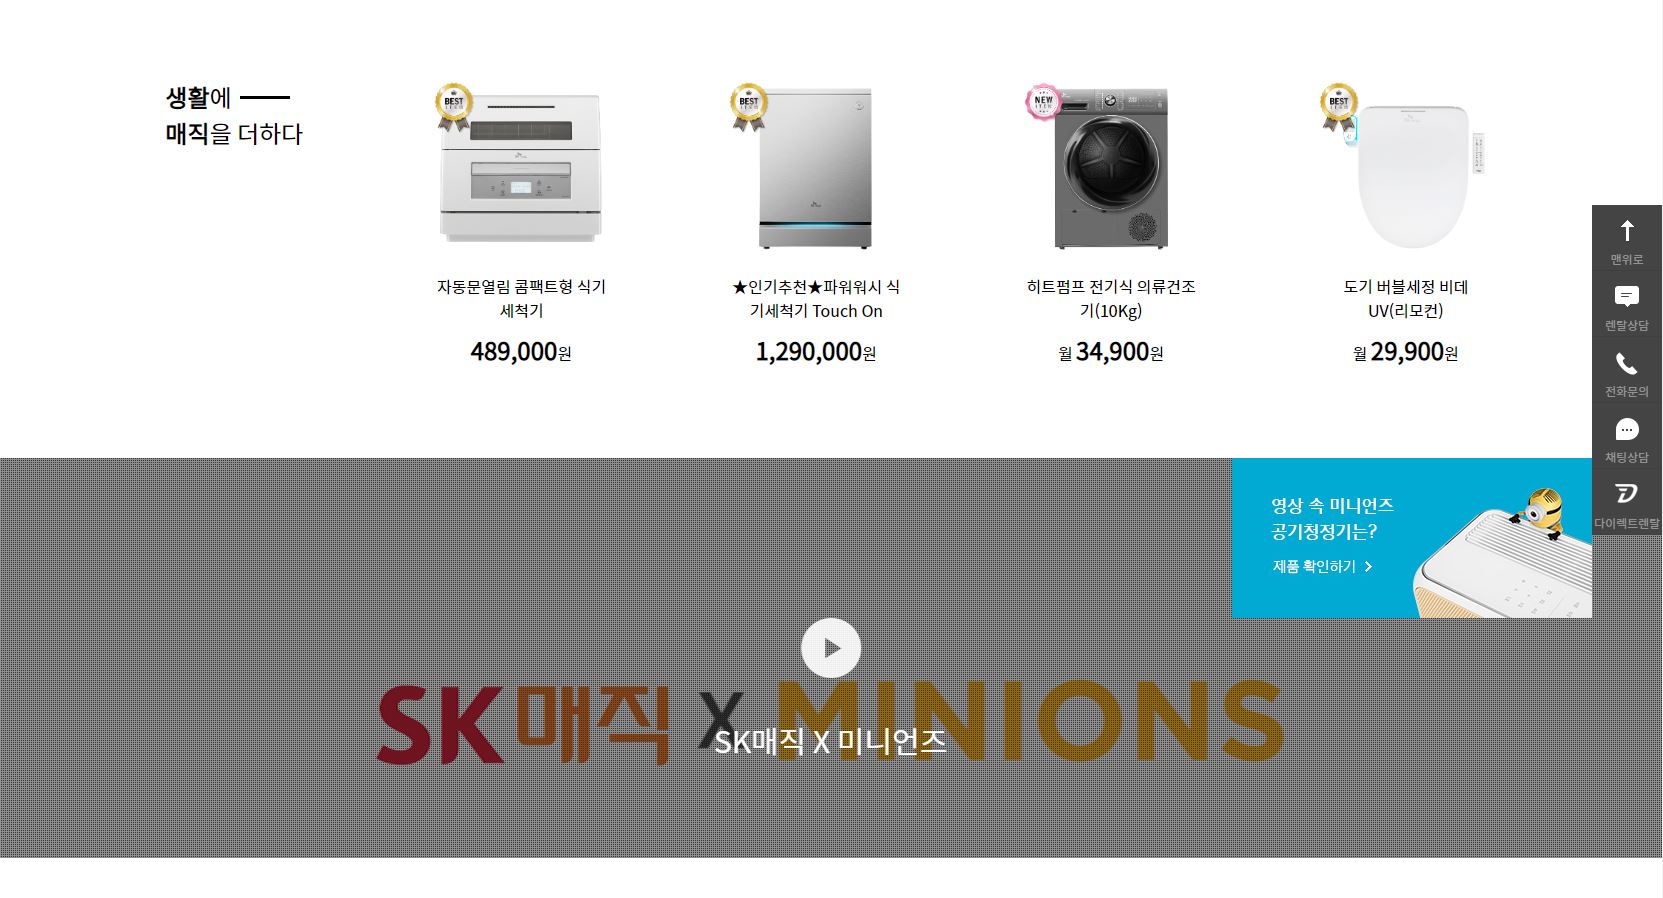 생활에
매직을 더하다
BEST
ITEM
자동문열림 콤팩트형 식기
세척기
489,000원
BEST
ITEM
★인기추천★파워워시 식
기세척기 Touch On
1,290,000원
NEW
ITEM
히트펌프 전기식 의류건조
기(10Kg)
월 34,900원
BEST
ITEM
도기 버블세정 비데
UV(리모컨)
월 29,900원
맨위로
렌탈상담
전화문의
채팅상담
다이렉트렌탈
영상 속 미니언즈
공기청정기는?
제품 확인하기
SK매직 X MINIONS
SK매직 X 미니언즈